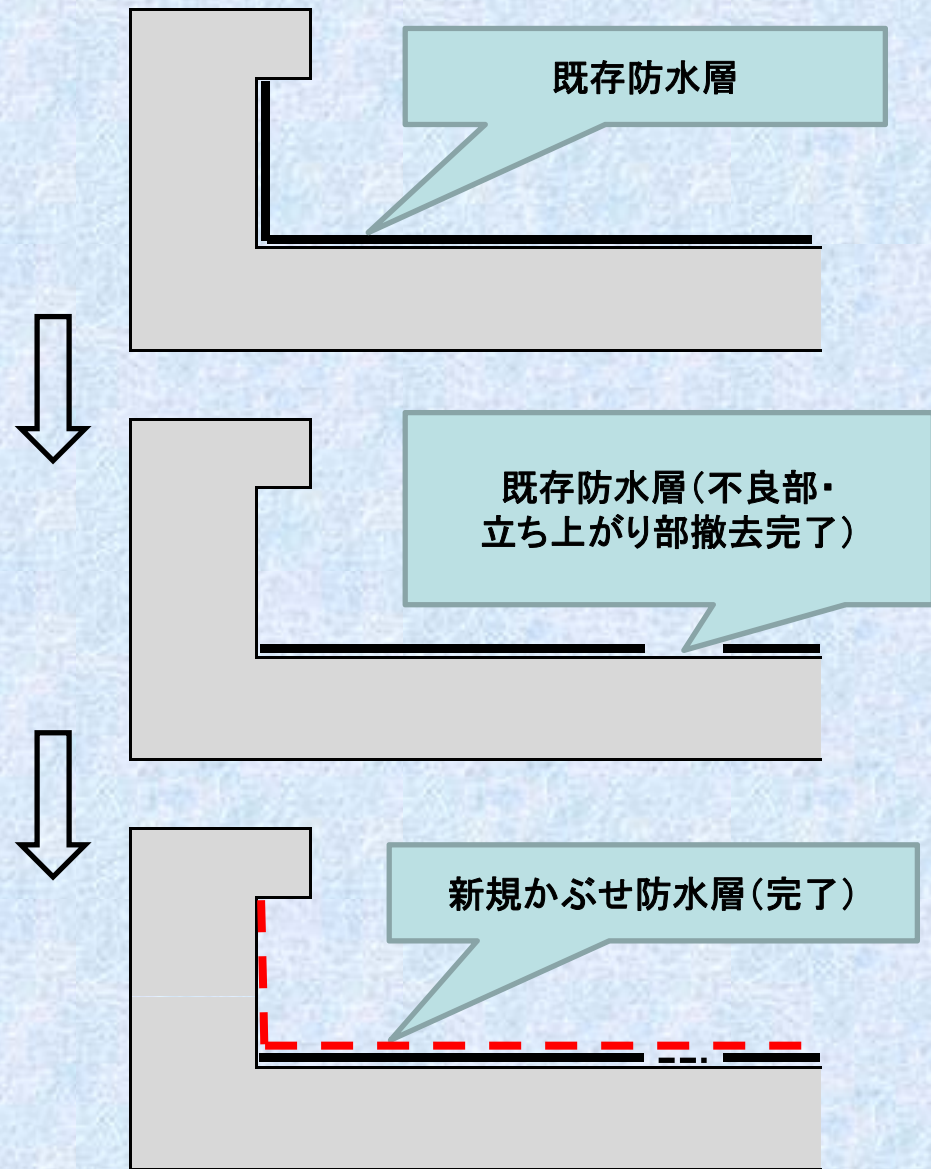 既存防水層
既存防水層（不良部・
立ち上がり部撤去完了）
新規かぶせ防水層（完了）